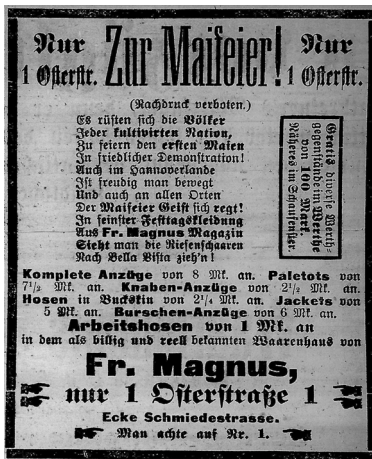 Nur
1 Osterstr.
Zur Maifeier!
Nur
1 Osterstr.
(Nachdruck verboten.)
Es rüsten sich die Völker
Jeder kultivirten Nation,
Zu feiern den ersten Maien
In friedlicher Demonstration!
Auch im Hannoverlande
Ist freudig man bewegt
Und auch an allen Orten
Der Maifeier Geist sich regt!
In feinster Festtagskleidung
Aus Fr. Magnus Magazin
Sieht man die Riesenschaaren
Nach Bella Vista zieh'n!
Gratis diverse Werth-
gegenstände im Werthe
von 100 Mark.
Näheres im Schaufenster.
Komplete Anzüge von 8 Mk. an. Paletots von
7 1/2 Mk. an. Knaben-Anzüge von 2 1/2 Mk. an.
Hosen in Buckskin von 2 1/4 Mk. an. Jackets von
5 Mk. an. Burschen-Anzüge von 6 Mk. an.
Arbeitshosen von 1 Mk. an
in dem als billig und reell bekannten Waarenhaus von
Fr. Magnus,
nur 1 Osterstraße 1
Ecke Schmiedestrasse.
Man achte auf Nr. 1.